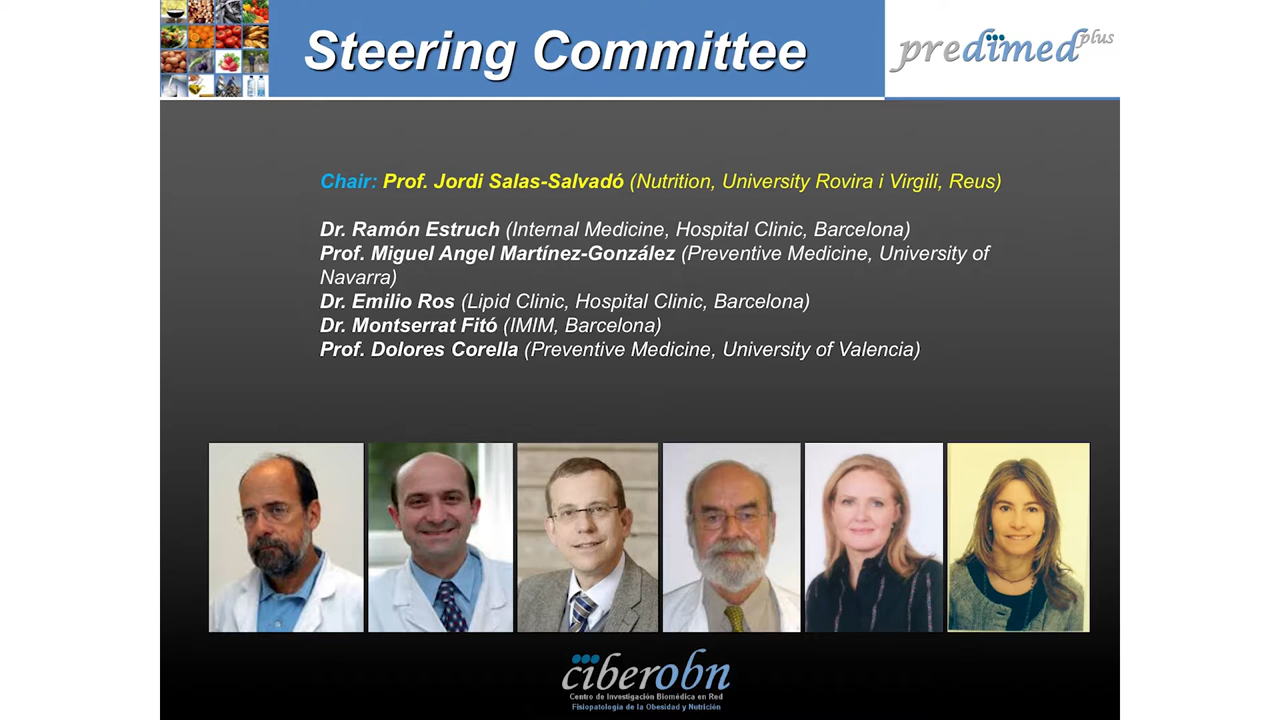 Steering Committee
predimed plus
Chair: Prof. Jordi Salas-Salvadó (Nutrition, University Rovira i Virgili, Reus)
Dr. Ramón Estruch (Internal Medicine, Hospital Clinic, Barcelona)
Prof. Miguel Angel Martínez-González (Preventive Medicine, University of
Navarra)
Dr. Emilio Ros (Lipid Clinic, Hospital Clinic, Barcelona)
Dr. Montserrat Fitó (IMIM, Barcelona)
Prof. Dolores Corella (Preventive Medicine, University of Valencia)
ciberobn
Centro de Investigación Biomédica en Red
Fisiopatología de la Obesidad y Nutrición